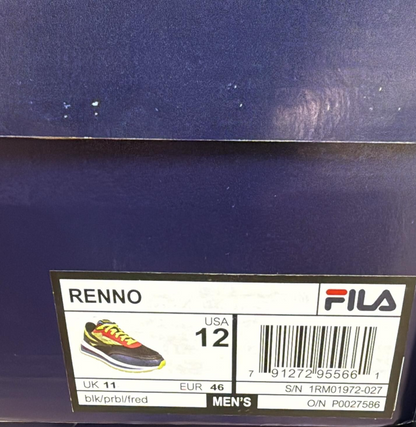 RENNO
FILA
USA
12
7 91272 95566 1
UK 11 EUR 46
S/N 1RM01972-027
blk/prbl/fred MEN'S
O/N P0027586